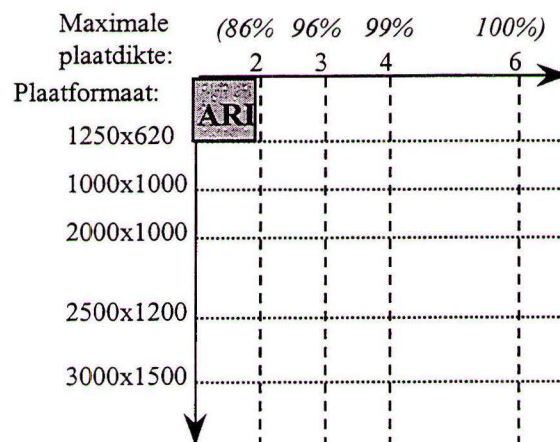 Maximale (86% 96% 99% 100%)
plaatdikte: 2 3 4 6
Plaatformaat:
ARI
1250x620
1000x1000
2000x1000
2500x1200
3000x1500